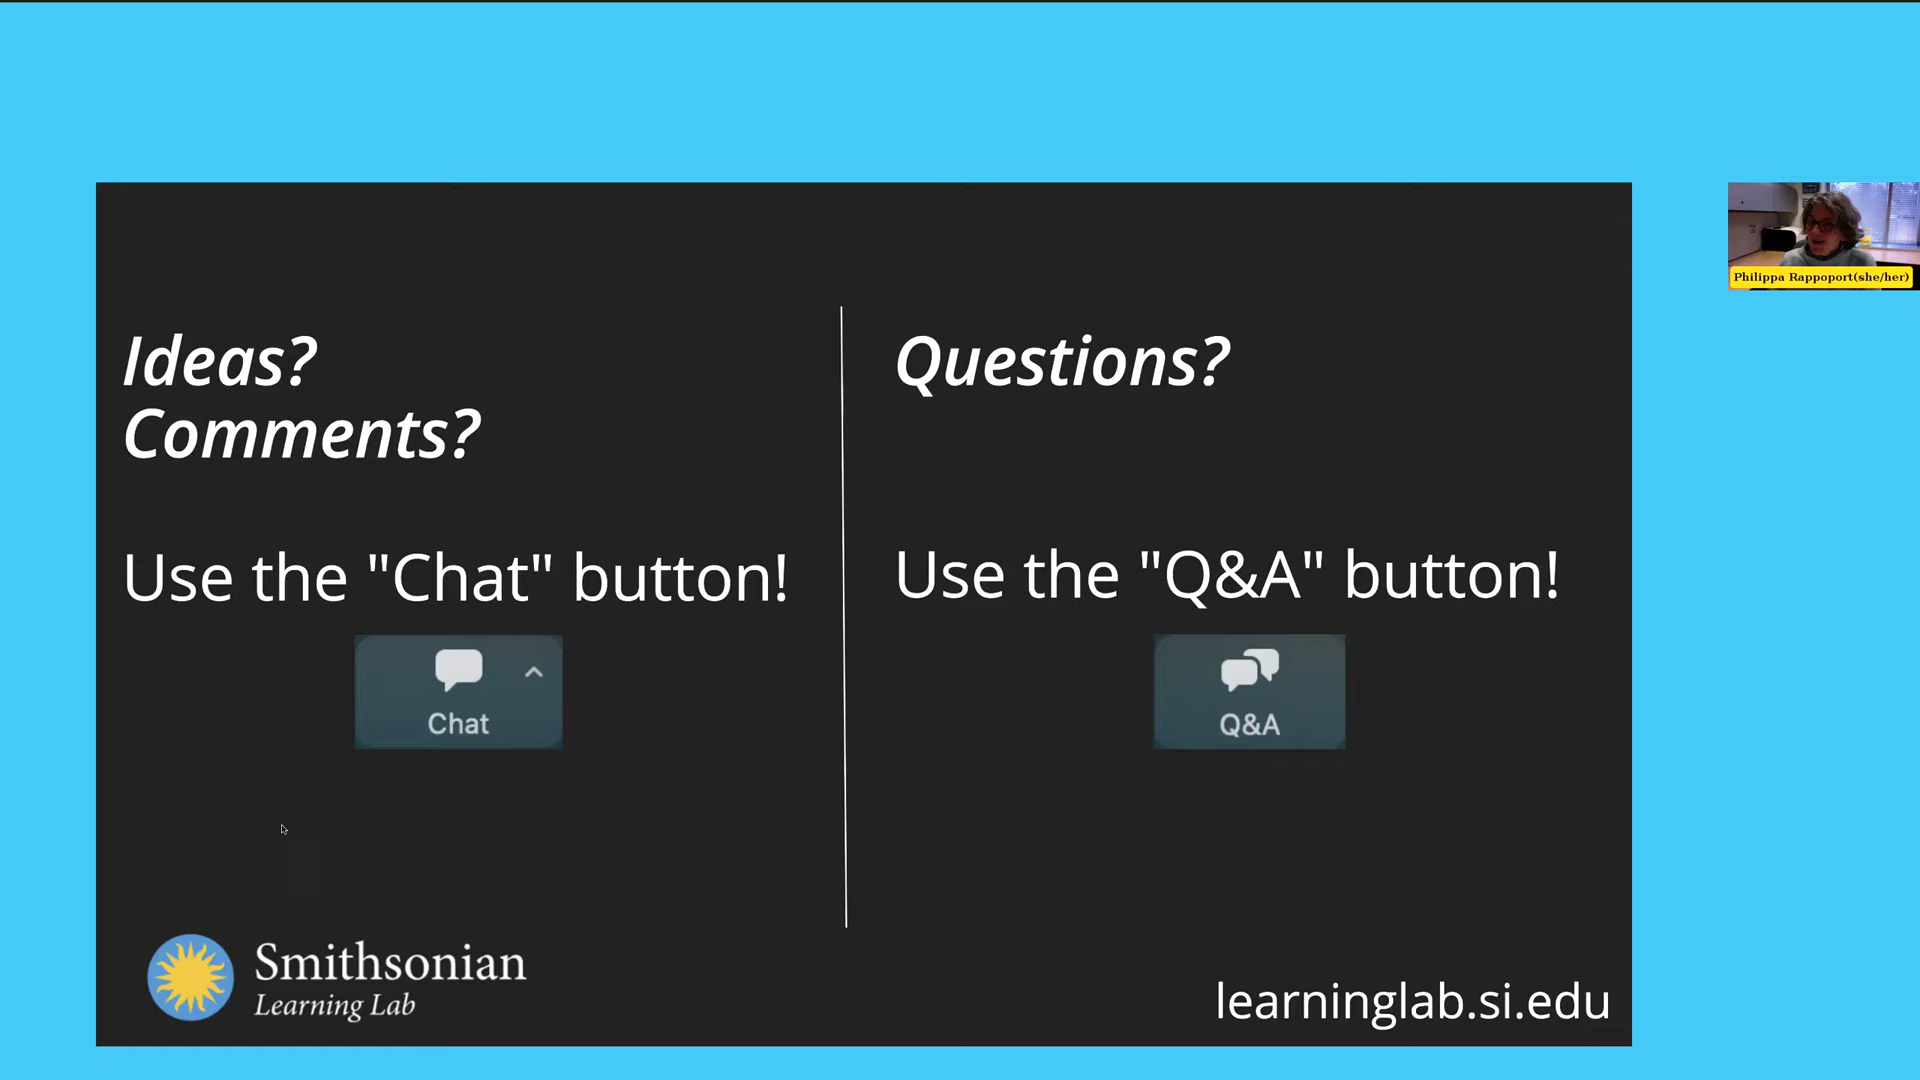 Ideas?
Comments?
Use the "Chat" button!
Chat
Questions?
Use the "Q&A" button!
Q&A
Smithsonian
Learning Lab
learninglab.si.edu
Philippa Rappoport(she/her)